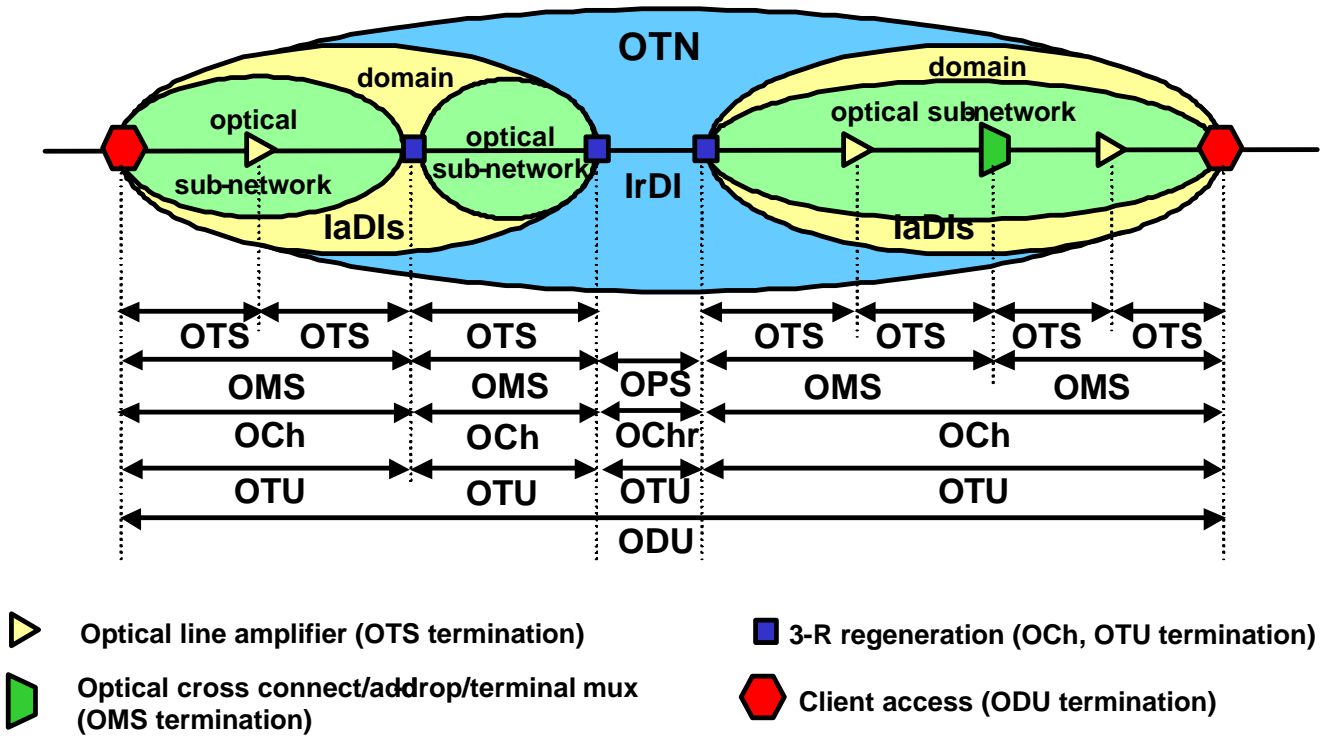 OTN
domain
domain
optical
optical sub-network
optical
sub-network
sub-network
IrDI
IaDIs
IaDIs
OTS OTS OTS OTS OTS OTS OTS
OMS OMS OPS OMS OMS
OCh OCh OChr OCh
OTU OTU OTU OTU
ODU
Optical line amplifier (OTS termination)
3-R regeneration (OCh, OTU termination)
Optical cross connect/add-drop/terminal mux
(OMS termination)
Client access (ODU termination)